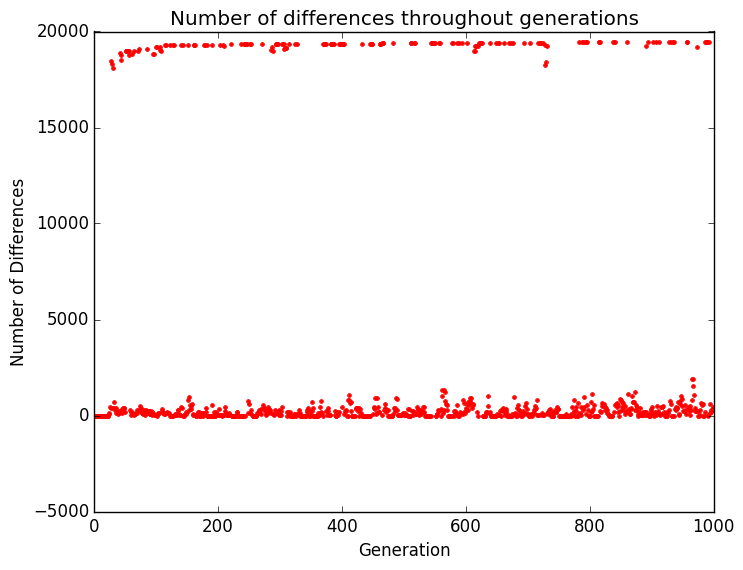 Number of differences throughout generations
20000
15000
10000
5000
0
−5000
Number of Differences
0 200 400 600 800 1000
Generation